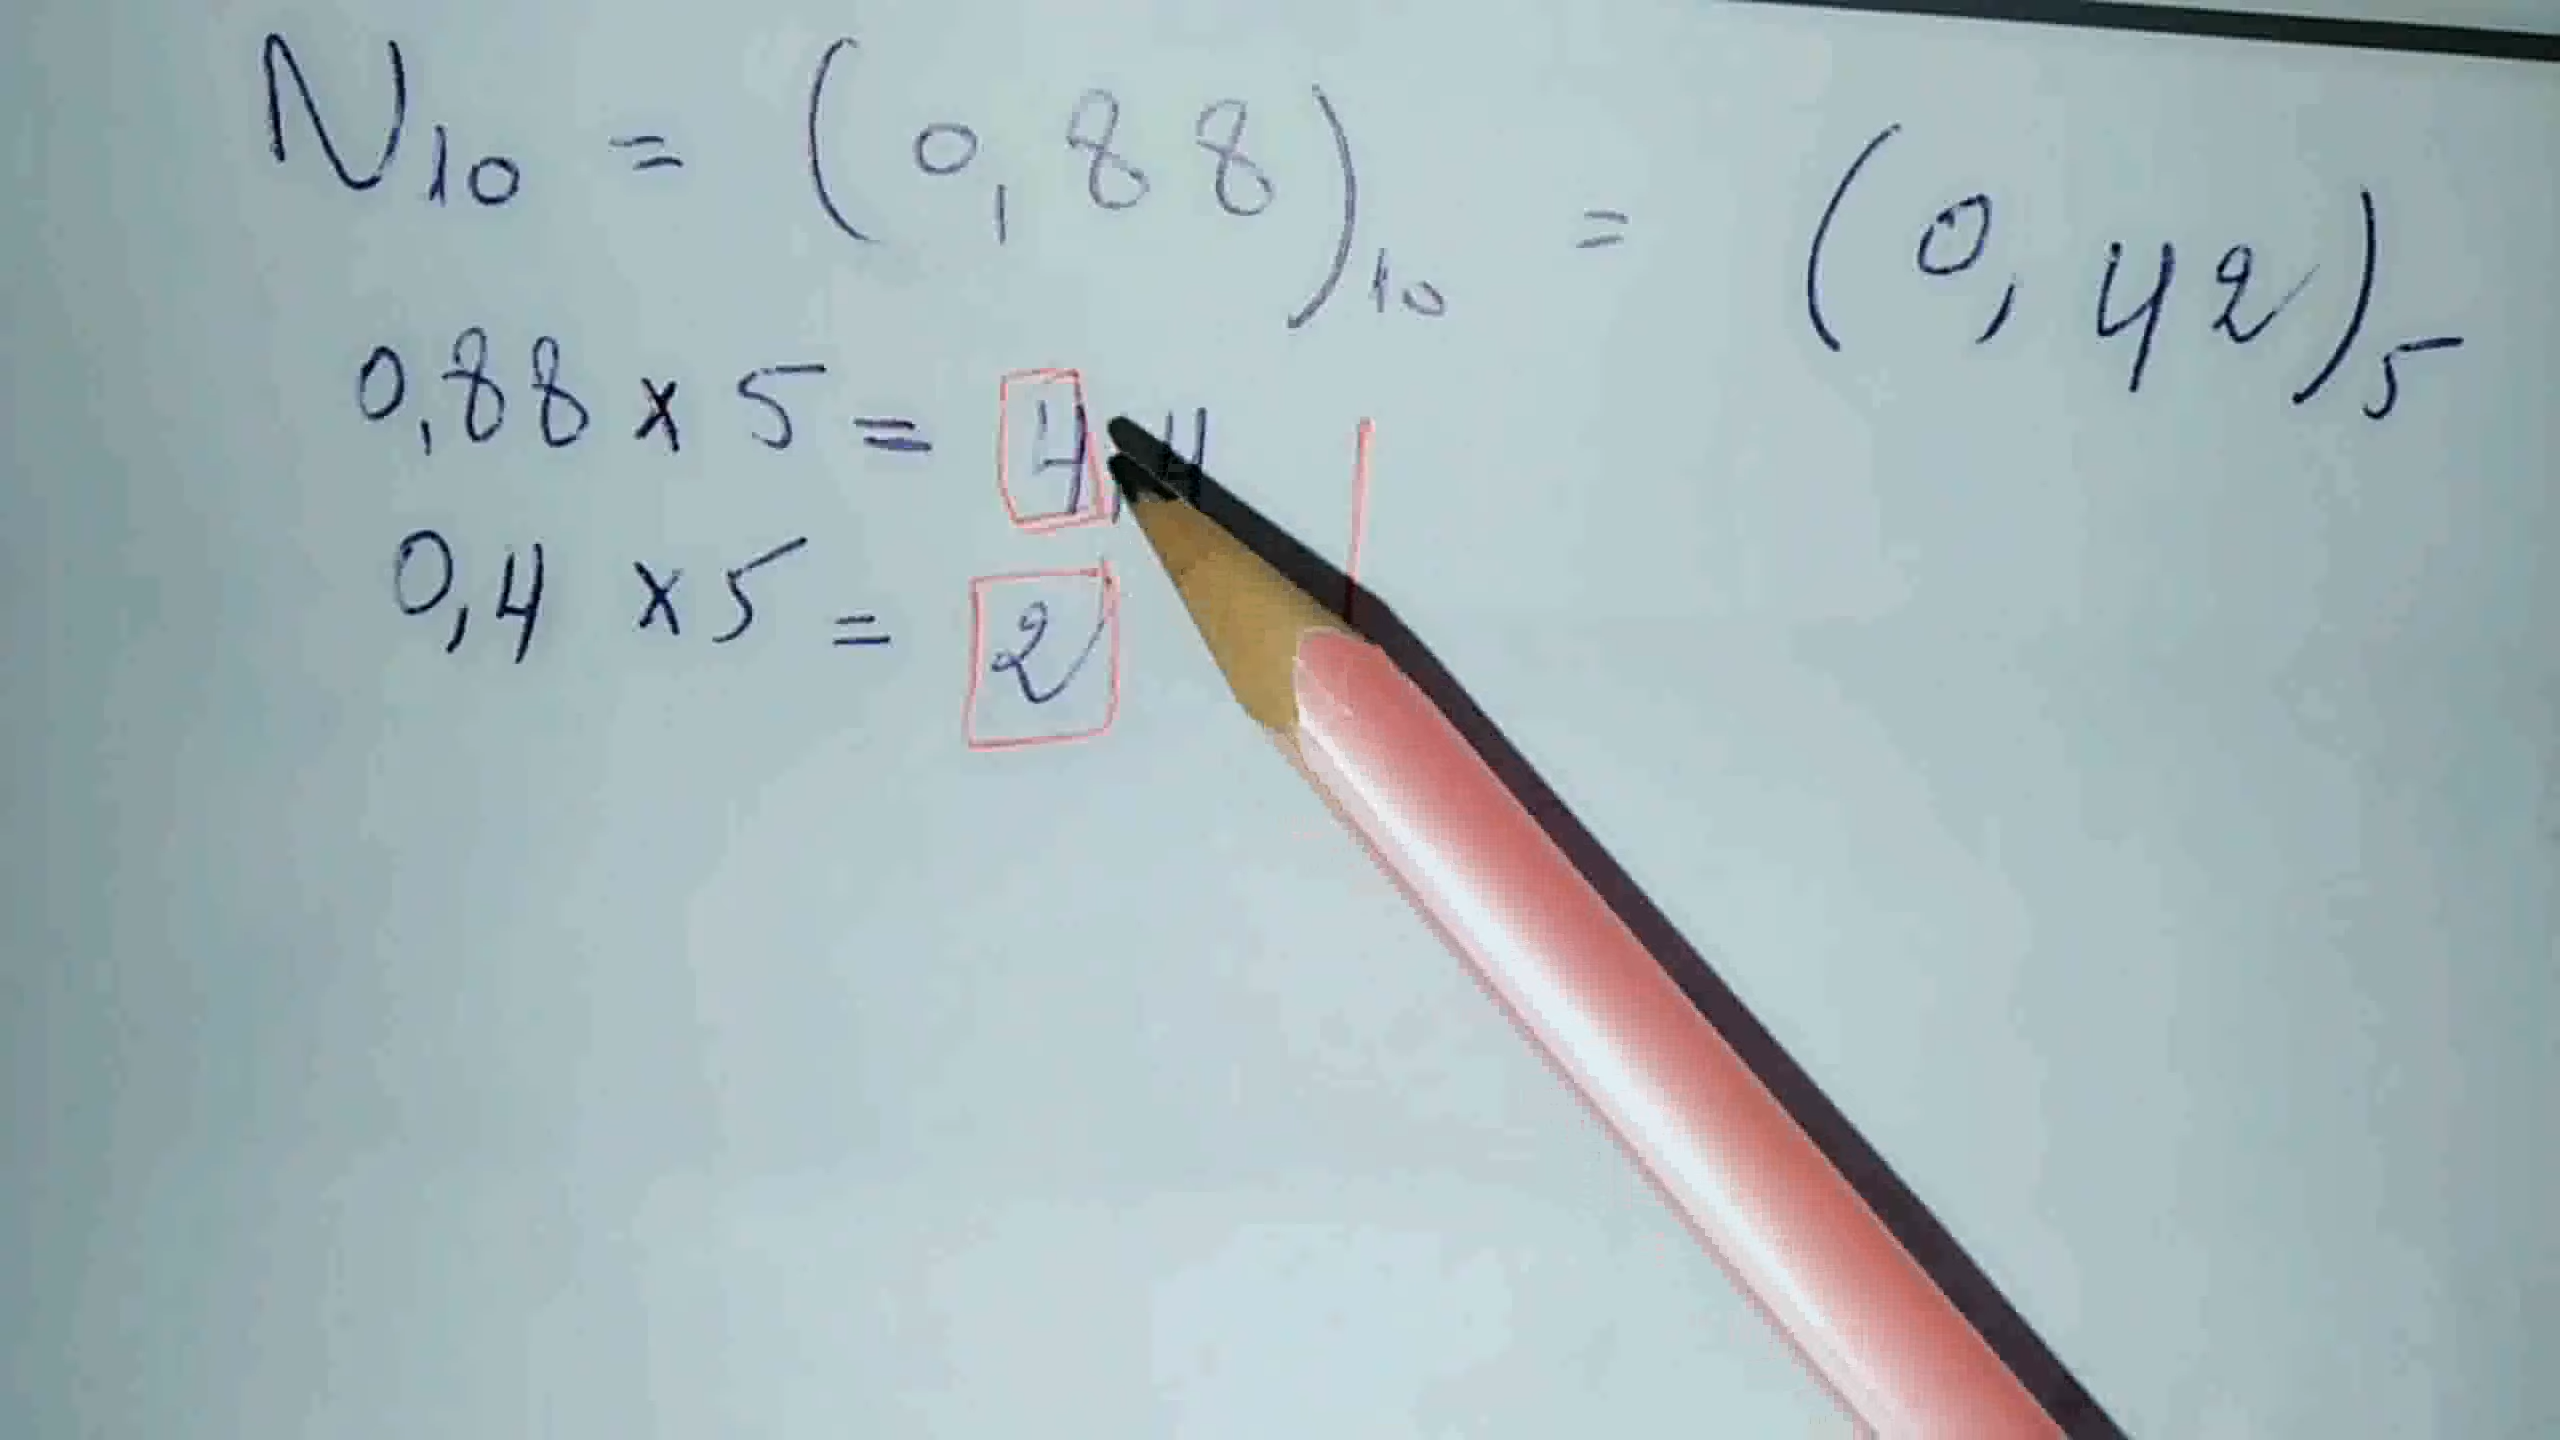 N10 = (0,88)10 = (0,42)5
0,88 x 5 = 4,4
0,4 x 5 = 2